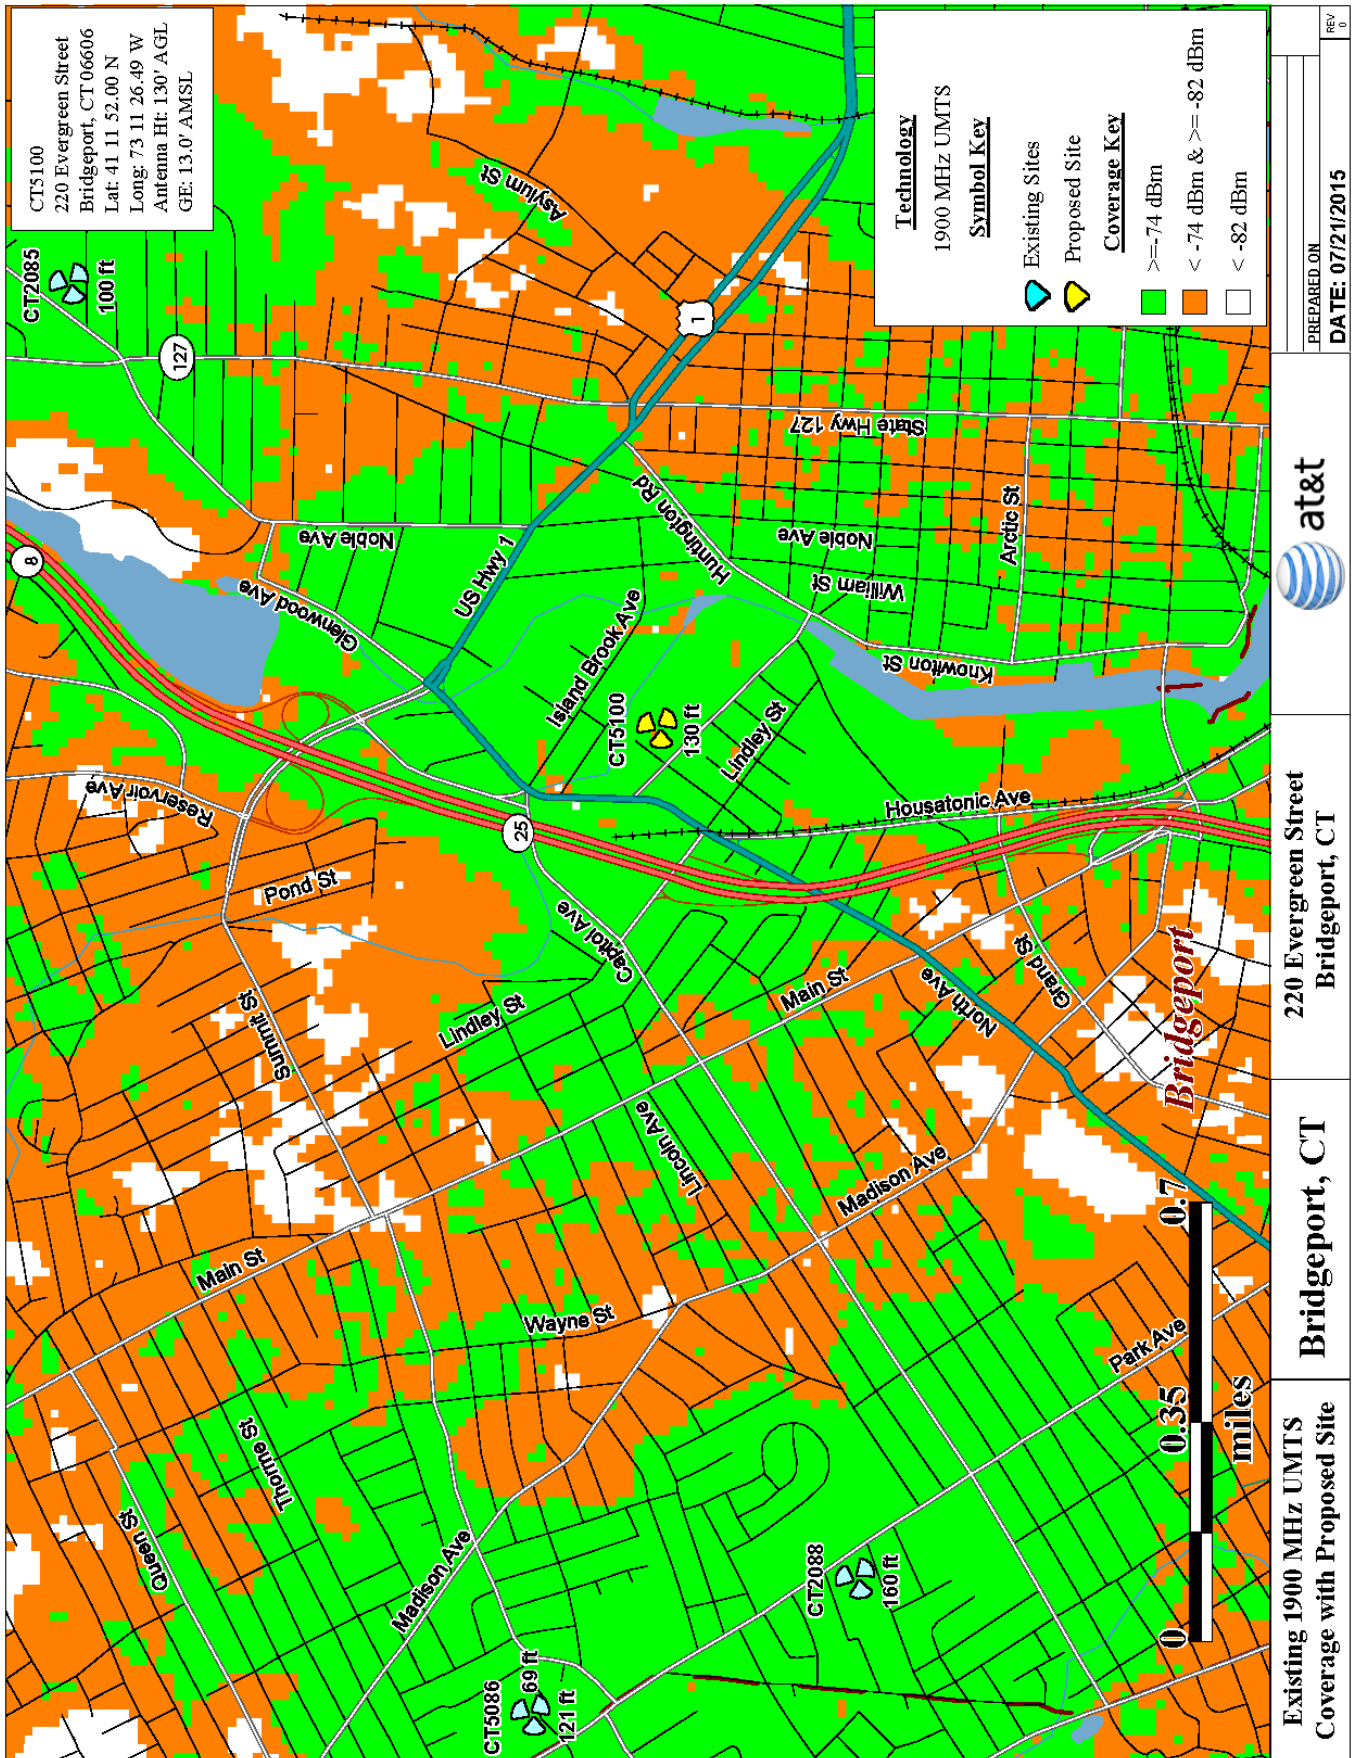 CT5100
220 Evergreen Street
Bridgeport, CT 06606
Lat: 41 11 52.00 N
Long: 73 11 26.49 W
Antenna Ht: 130' AGL
GE: 13.0' AMSL
CT2085
100 ft
127
8
Asylum St
1
State Hwy 127
Noble Ave
Glenwood Ave
US Hwy 1
Huntington Rd
Noble Ave
William St
Arctic St
Knowlton St
Island Brook Ave
CT5100
130 ft
Lindley St
Housatonic Ave
Reservoir Ave
25
Pond St
Capitol Ave
Summit St
Lindley St
Main St
North Ave
Grand St
Bridgeport
Lincoln Ave
Madison Ave
Main St
Wayne St
Park Ave
Thorme St
Queen St
Madison Ave
CT2088
160 ft
CT5086
69 ft
121 ft
0
0.35
0.7
miles
Technology
1900 MHz UMTS
Symbol Key
Existing Sites
Proposed Site
Coverage Key
>=-74 dBm
< -74 dBm & >=-82 dBm
< -82 dBm
Existing 1900 MHz UMTS
Coverage with Proposed Site
Bridgeport, CT
220 Evergreen Street
Bridgeport, CT
at&t
PREPARED ON
DATE: 07/21/2015
REV
0